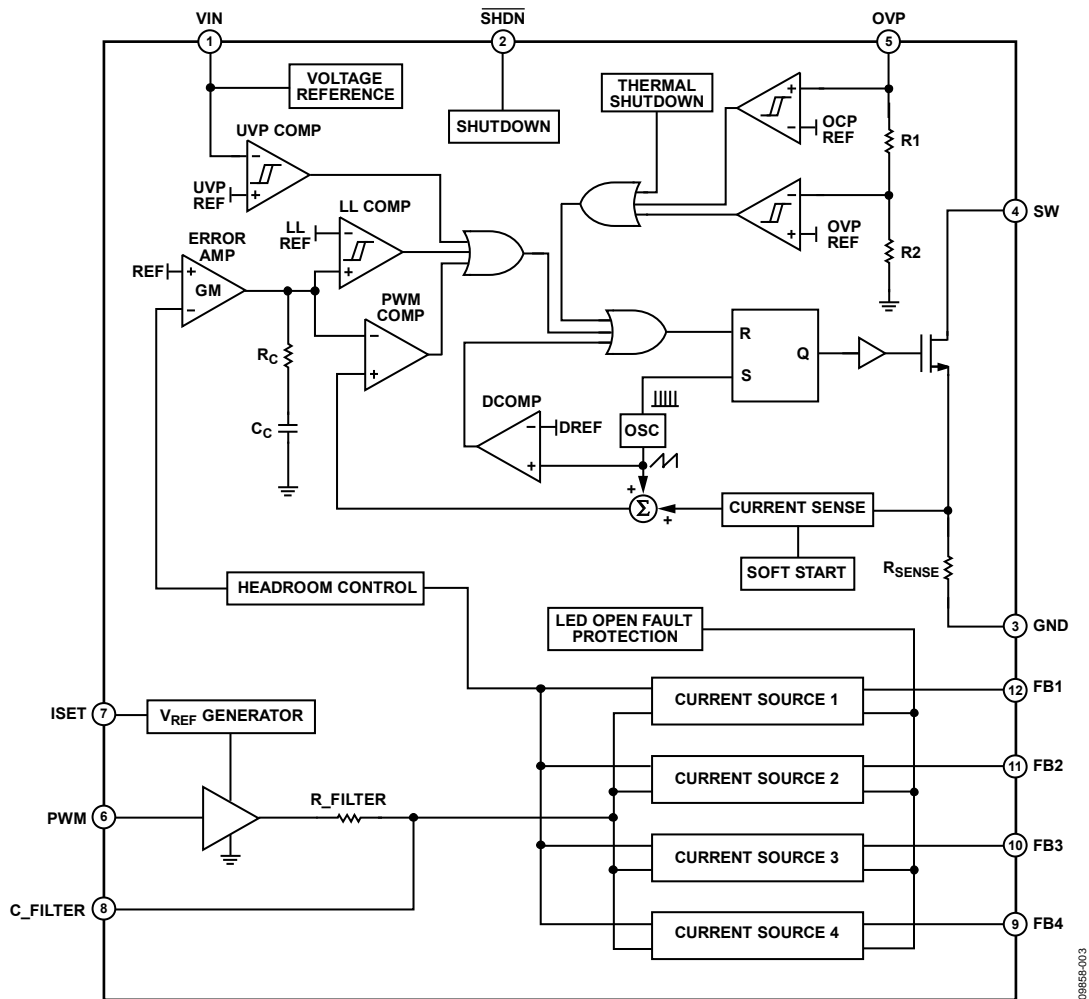 VIN
SHDN
OVP
1
2
5
VOLTAGE
REFERENCE
THERMAL
SHUTDOWN
SHUTDOWN
+
−
OCP
REF
R1
UVP COMP
−
+
UVP
REF
LL COMP
LL
REF
−
+
−
+
OVP
REF
R2
4
SW
ERROR
AMP
REF
+
GM
−
PWM
COMP
−
+
RC
CC
R
S
Q
DCOMP
−
+
DREF
OSC
+
Σ
+
CURRENT SENSE
SOFT START
RSENSE
HEADROOM CONTROL
LED OPEN FAULT
PROTECTION
3
GND
CURRENT SOURCE 1
12
FB1
ISET
7
VREF GENERATOR
CURRENT SOURCE 2
11
FB2
PWM
6
R_FILTER
CURRENT SOURCE 3
10
FB3
C_FILTER
8
CURRENT SOURCE 4
9
FB4
09858-003